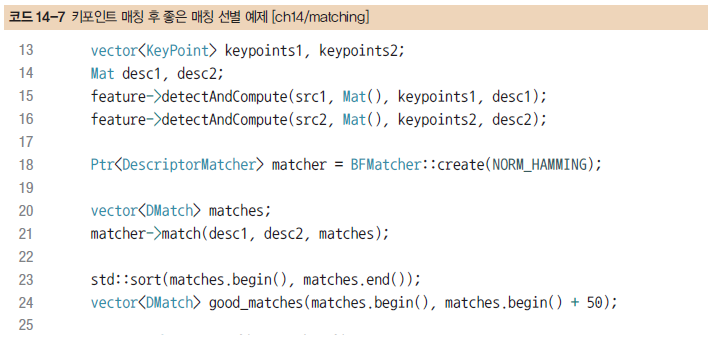 코드 14-7 키포인트 매칭 후 좋은 매칭 선별 예제 [ch14/matching]
13 vector<KeyPoint> keypoints1, keypoints2;
14 Mat desc1, desc2;
15 feature->detectAndCompute(src1, Mat(), keypoints1, desc1);
16 feature->detectAndCompute(src2, Mat(), keypoints2, desc2);
17
18 Ptr<DescriptorMatcher> matcher = BFMatcher::create(NORM_HAMMING);
19
20 vector<DMatch> matches;
21 matcher->match(desc1, desc2, matches);
22
23 std::sort(matches.begin(), matches.end());
24 vector<DMatch> good_matches(matches.begin(), matches.begin() + 50);
25